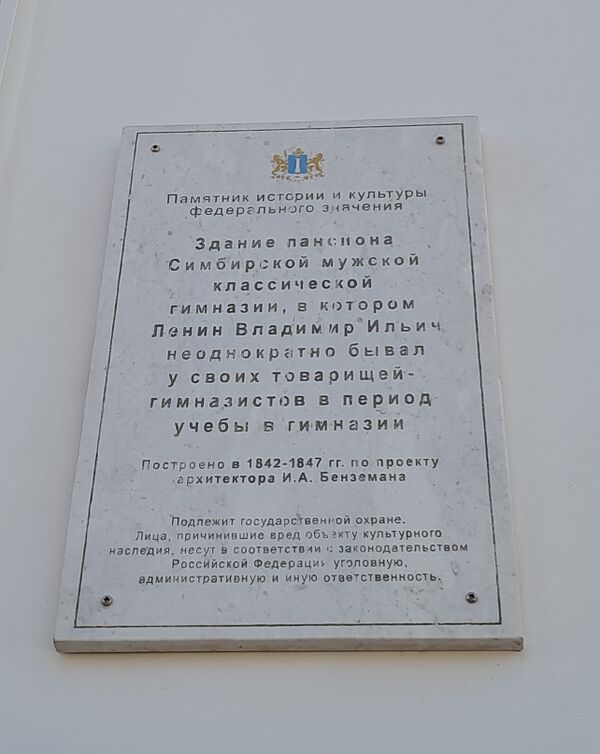 Памятник истории и культуры
федерального значения
Здание пансиона
Симбирской мужской
классической
гимназии, в котором
Ленин Владимир Ильич
неоднократно бывал
у своих товарищей-
гимназистов в период
учебы в гимназии
Построено в 1842-1847 гг. по проекту
архитектора И.А. Бенземана
Подлежит государственной охране.
Лица, причинившие вред объекту культурного
наследия, несут в соответствии с законодательством
Российской Федерации уголовную,
административную и иную ответственность.